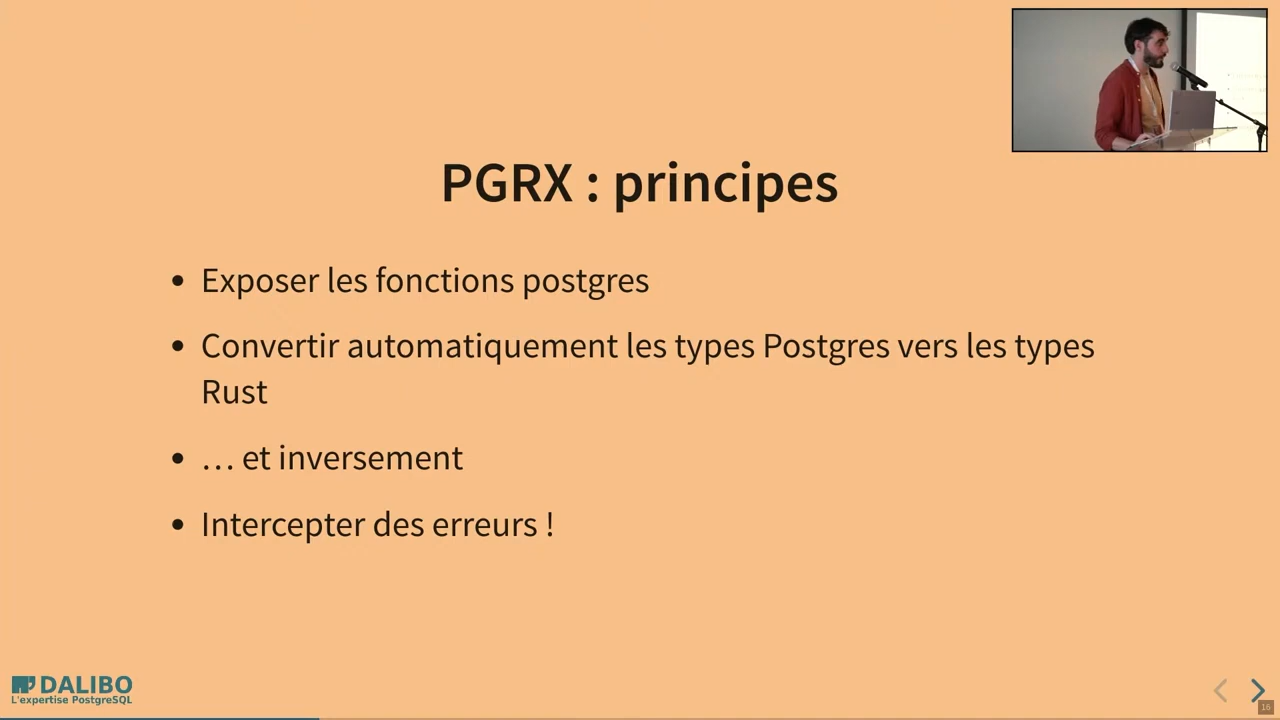 PGRX : principes
• Exposer les fonctions postgres
• Convertir automatiquement les types Postgres vers les types
Rust
• … et inversement
• Intercepter des erreurs !
DALIBO
L'expertise PostgreSQL
16